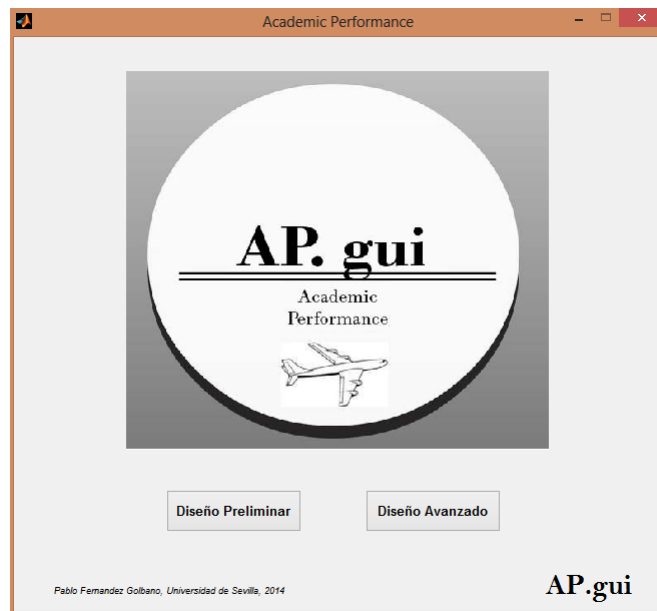 Academic Performance
AP. gui
Academic
Performance
Diseño Preliminar
Diseño Avanzado
Pablo Fernandez Golbano, Universidad de Sevilla, 2014
AP.gui